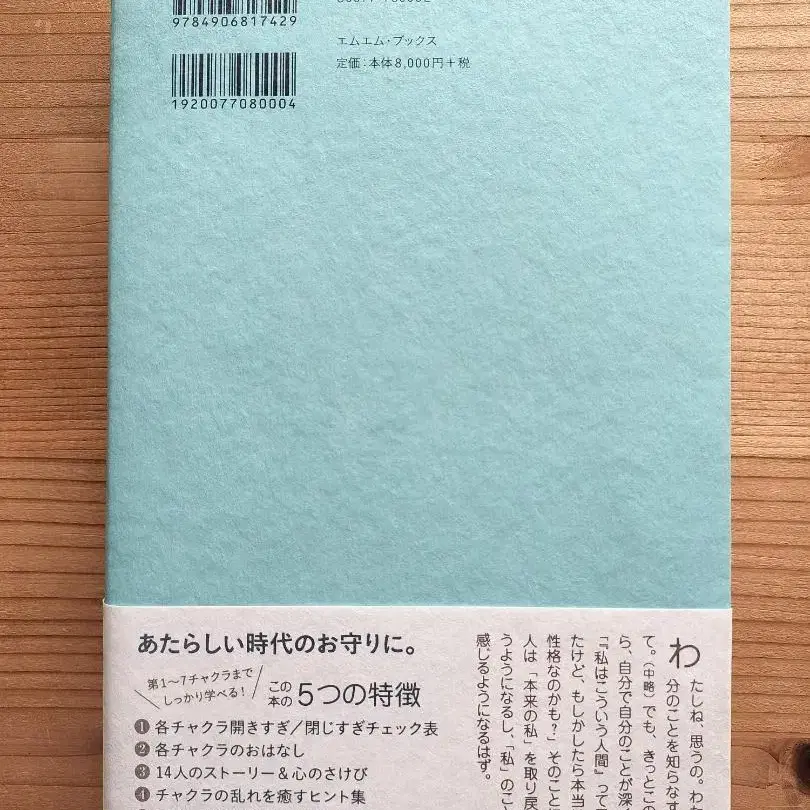 9784906817429
エムエム・ブックス
定価：本体8,000円＋税
1920077080004
あたらしい時代のお守りに。
第1〜7チャクラまで
しっかり学べる！
この本の5つの特徴
❶各チャクラ開きすぎ／閉じすぎチェック表
❷各チャクラのおはなし
❸14人のストーリー＆心のさけび
❹チャクラの乱れを癒すヒント集
わたしね、思うの。わた
分のことを知らなす
て。（中略）でも、きっとこ
ら、自分で自分のことが深
「『私はこういう人間』って
たけど、もしかしたら本当
性格なのかも？」そのこと
人は「本来の私」を取り戻
うようになるし、「私」のこと
感じるようになるはず。